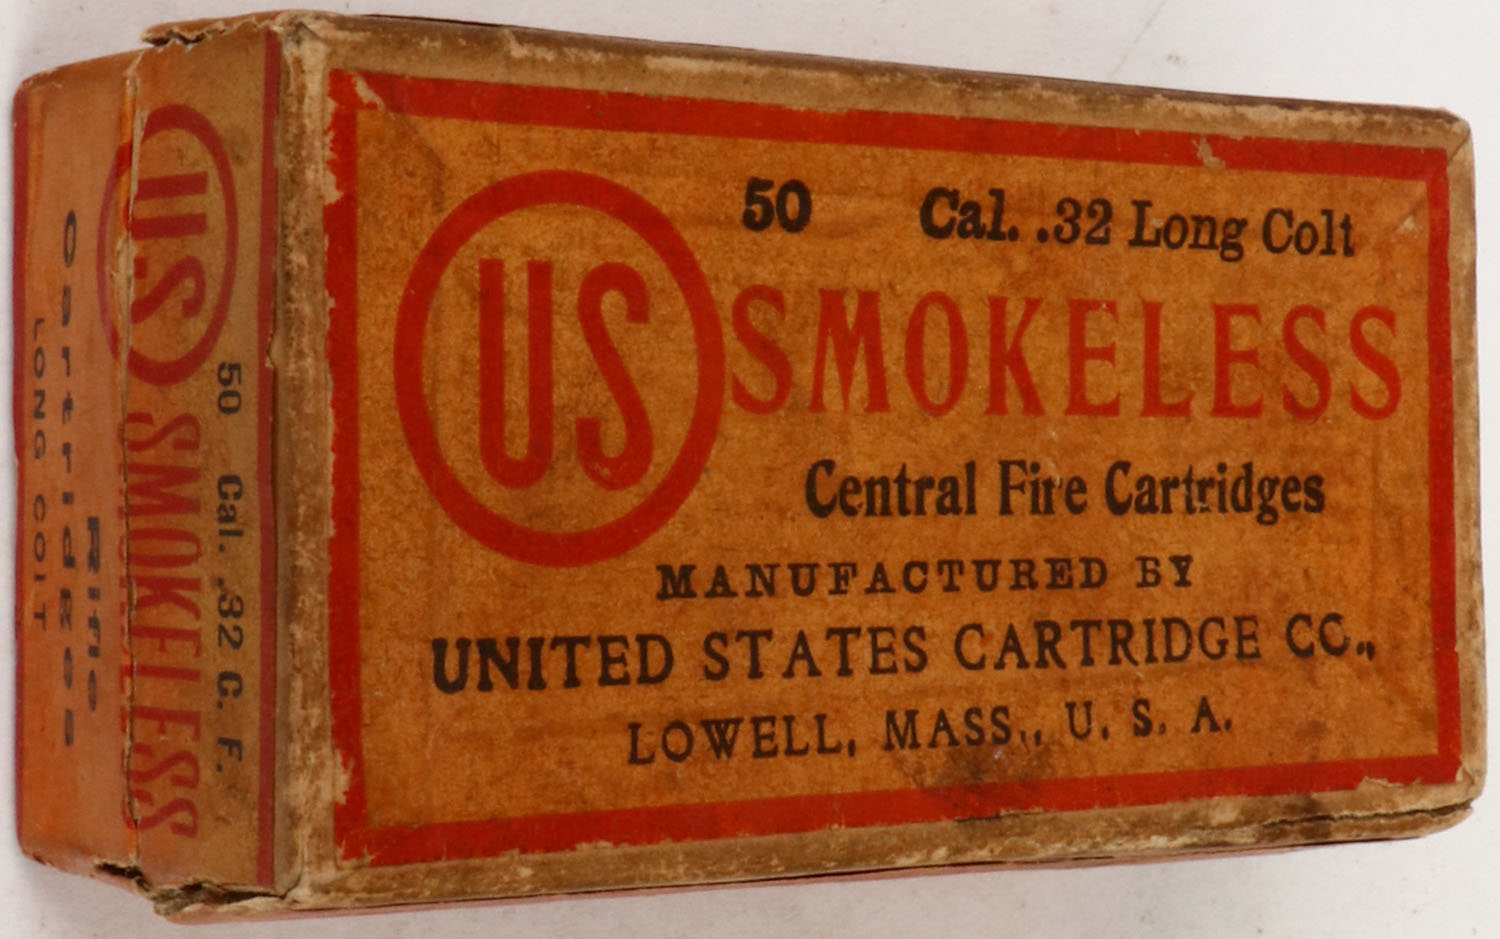 50 Cal. .32 Long Colt
US SMOKELESS
Central Fire Cartridges
MANUFACTURED BY
UNITED STATES CARTRIDGE CO.,
LOWELL, MASS., U. S. A.
50 Cal. .32 C. F.
US SMOKELESS
Rifle
Cartridges
LONG COLT